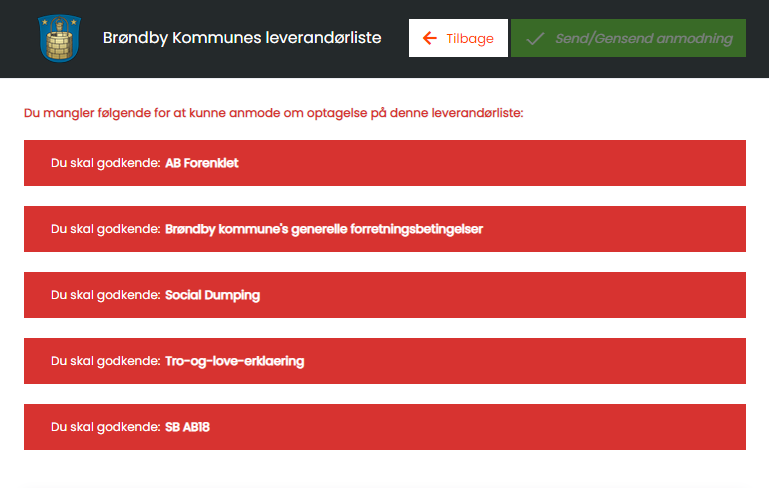 Brøndby Kommunes leverandørliste
Tilbage
Send/Gensend anmodning
Du mangler følgende for at kunne anmode om optagelse på denne leverandørliste:
Du skal godkende: AB Forenklet
Du skal godkende: Brøndby kommune's generelle forretningsbetingelser
Du skal godkende: Social Dumping
Du skal godkende: Tro-og-love-erklaering
Du skal godkende: SB AB18